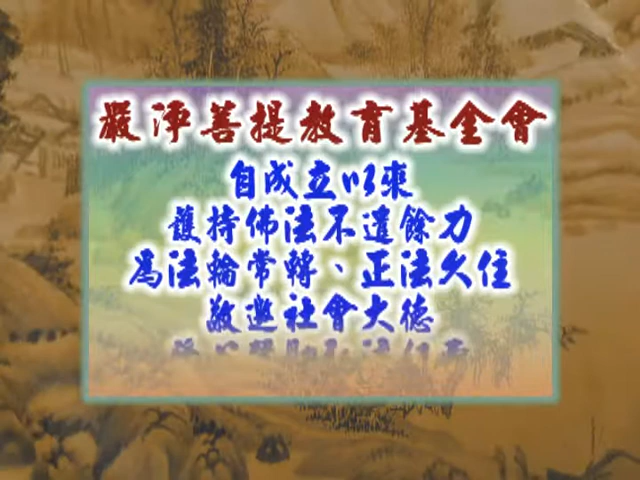 嚴淨菩提教育基金會
自成立以來
護持佛法不遺餘力
為法輪常轉、正法久住
敬邀社會大德